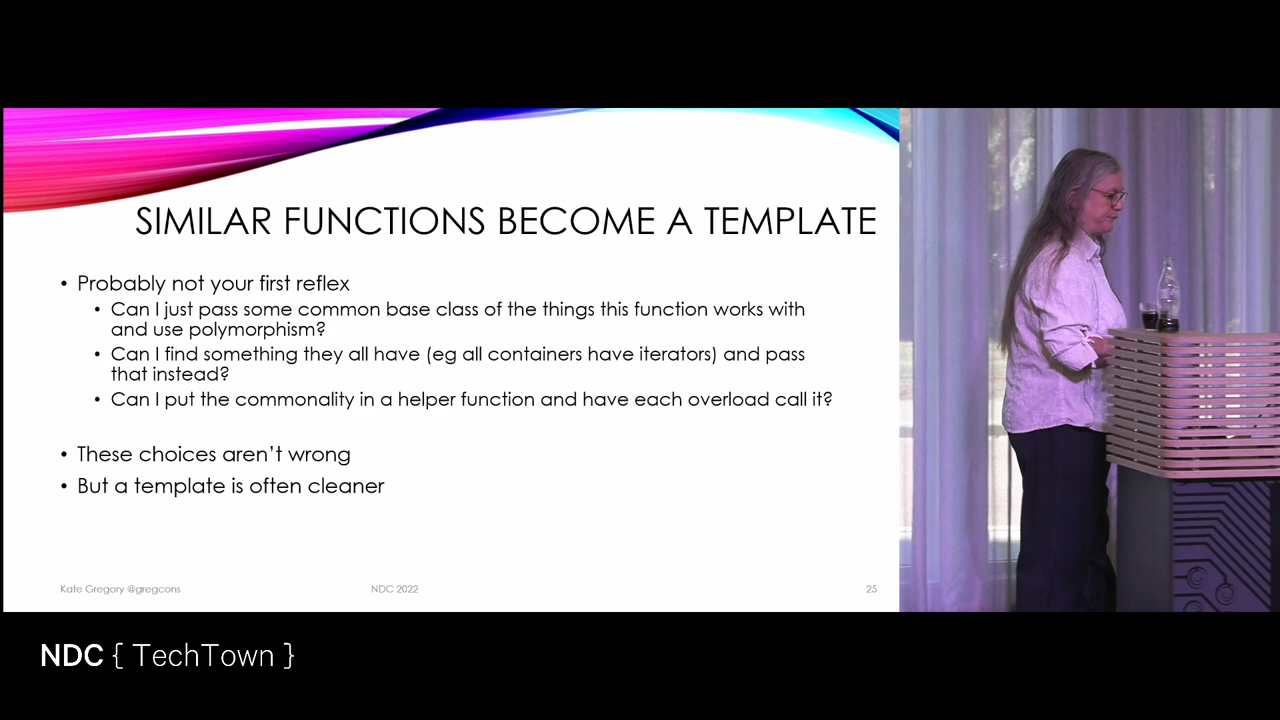 SIMILAR FUNCTIONS BECOME A TEMPLATE
• Probably not your first reflex
• Can I just pass some common base class of the things this function works with
and use polymorphism?
• Can I find something they all have (eg all containers have iterators) and pass
that instead?
• Can I put the commonality in a helper function and have each overload call it?
• These choices aren’t wrong
• But a template is often cleaner
Kate Gregory @gregcons
NDC 2022
25
NDC { TechTown }